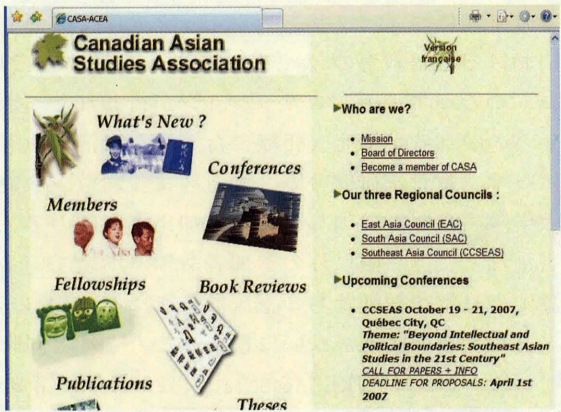 CASA-ACEA
Canadian Asian
Studies Association
Version
française
What's New ?
Conferences
Members
Fellowships
Book Reviews
Publications
Theses
Who are we?
Mission
Board of Directors
Become a member of CASA
Our three Regional Councils :
East Asia Council (EAC)
South Asia Council (SAC)
Southeast Asia Council (CCSEAS)
Upcoming Conferences
CCSEAS October 19 - 21, 2007,
Québec City, QC
Theme: "Beyond Intellectual and
Political Boundaries: Southeast Asian
Studies in the 21st Century"
CALL FOR PAPERS + INFO
DEADLINE FOR PROPOSALS: April 1st
2007